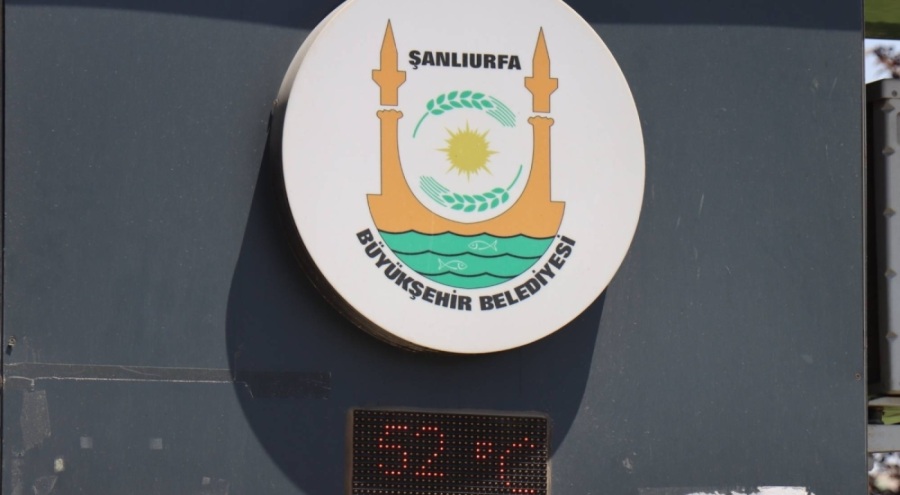 ŞANLIURFA
BÜYÜKŞEHİR BELEDİYESİ
52 °C